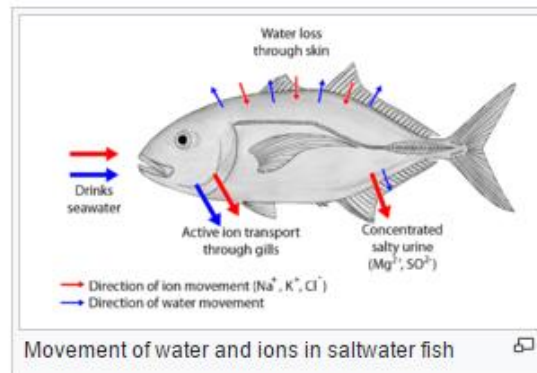 Water loss
through skin
Drinks
seawater
Active ion transport
through gills
Concentrated
salty urine
(Mg²⁺, SO²⁻)
Direction of ion movement (Na⁺, K⁺, Cl⁻)
Direction of water movement
Movement of water and ions in saltwater fish